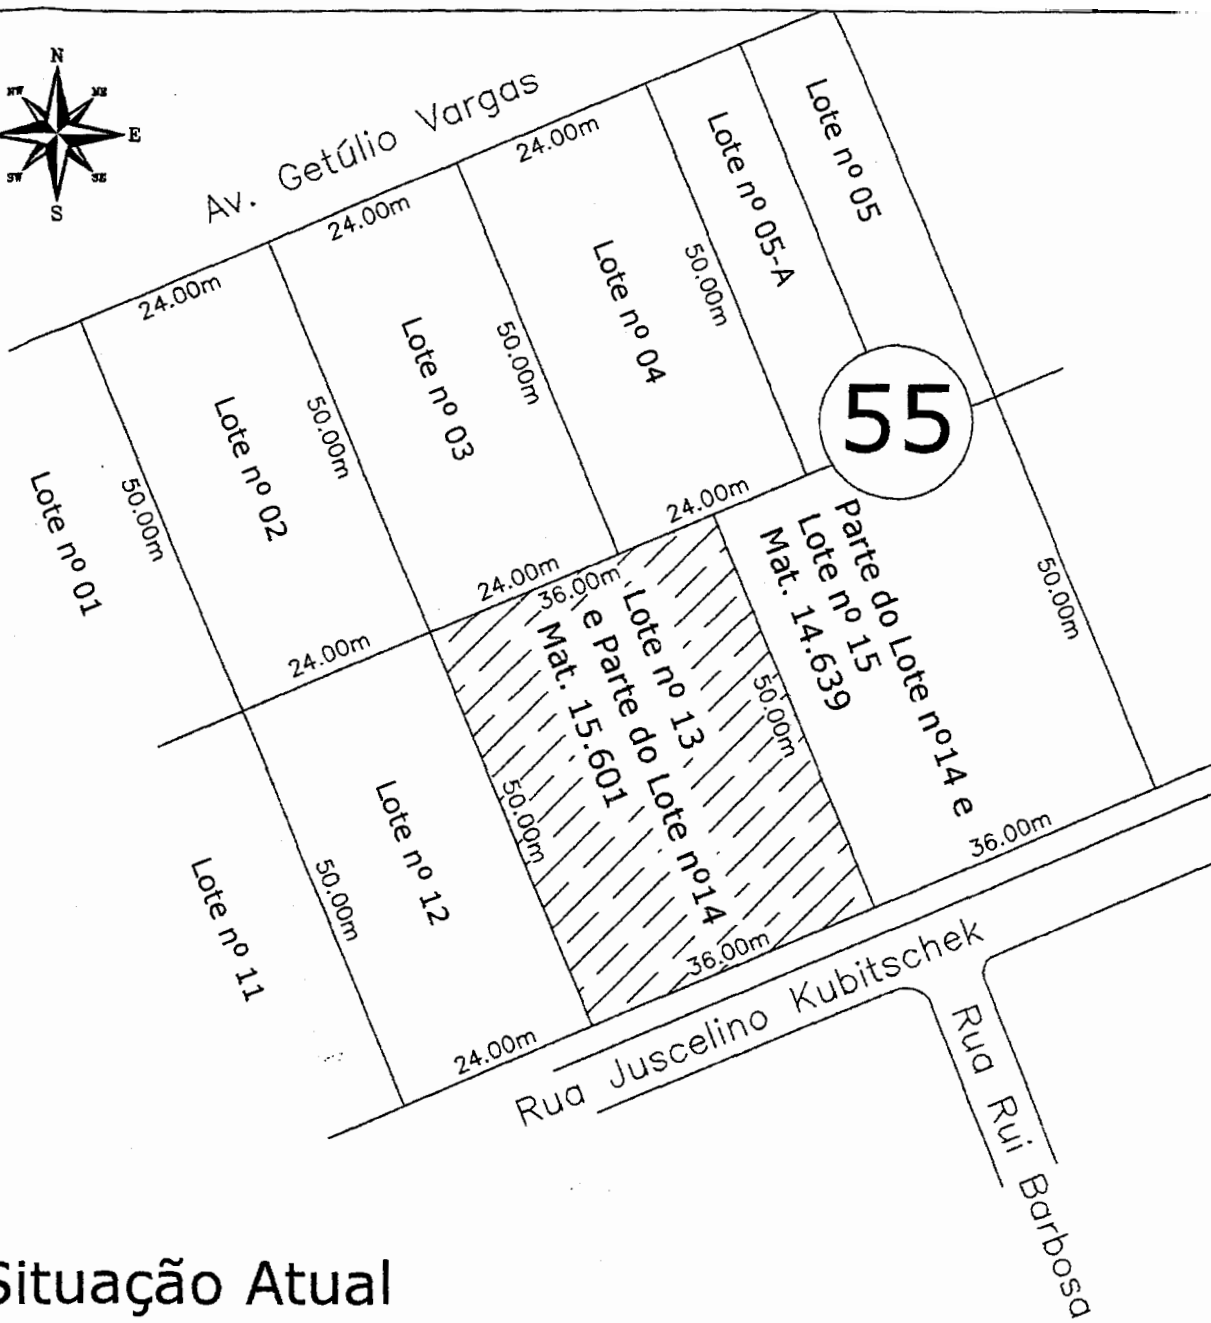 N
NW
NE
E
SW
SE
S
Av. Getúlio Vargas
24.00m
24.00m
24.00m
Lote nº 01
50.00m
Lote nº 02
50.00m
Lote nº 03
50.00m
Lote nº 04
50.00m
Lote nº 05-A
Lote nº 05
55
24.00m
24.00m
24.00m
36.00m
Lote nº 11
50.00m
Lote nº 12
50.00m
Lote nº 13
e Parte do Lote nº14
Mat. 15.601
50.00m
Parte do Lote nº14 e
Lote nº 15
Mat. 14.639
50.00m
24.00m
36.00m
36.00m
Rua Juscelino Kubitschek
Rua Rui Barbosa
Situação Atual